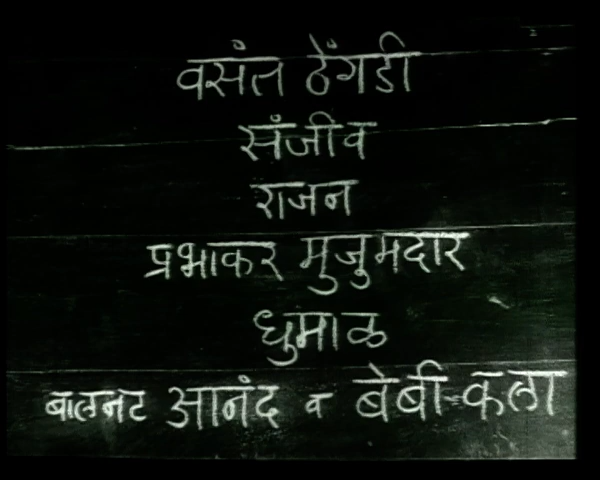 वसंत ठेंगडी
संजीव
राजन
प्रभाकर मुजुमदार
धुमाळ
बालनट आनंद व बेबी कला